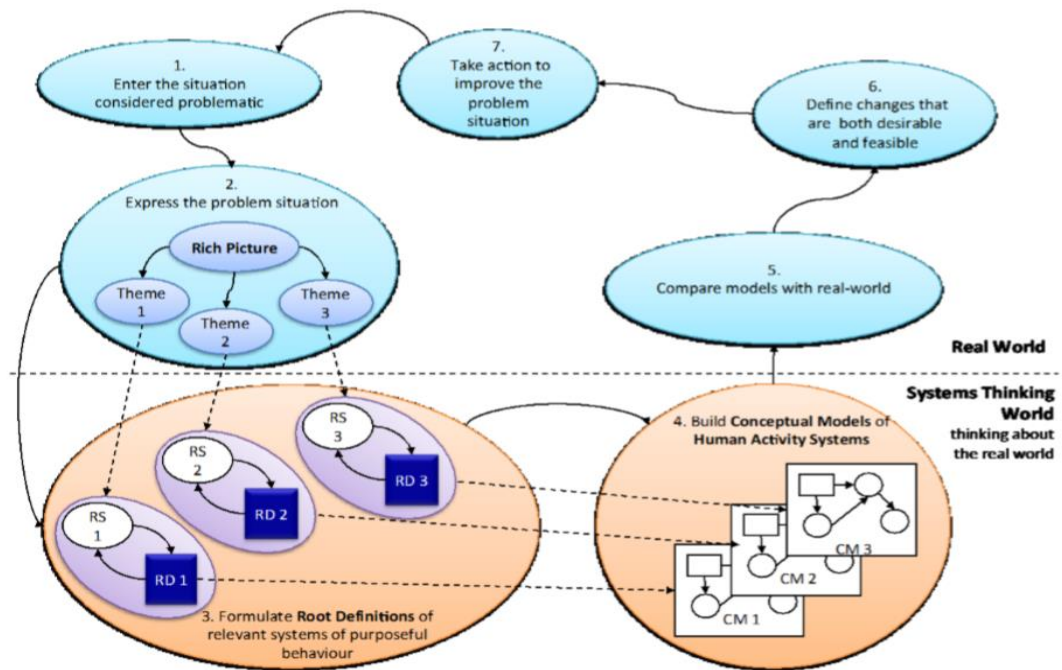 1.
Enter the situation
considered problematic
7.
Take action to
improve the
problem
situation
6.
Define changes that
are both desirable
and feasible
2.
Express the problem situation
Rich Picture
Theme
1
Theme
2
Theme
3
5.
Compare models with real-world
Real World
Systems Thinking
World
thinking about
the real world
RS
1
RD 1
RS
2
RD 2
RS
3
RD 3
3. Formulate Root Definitions of
relevant systems of purposeful
behaviour
4. Build Conceptual Models of
Human Activity Systems
CM 3
CM 2
CM 1